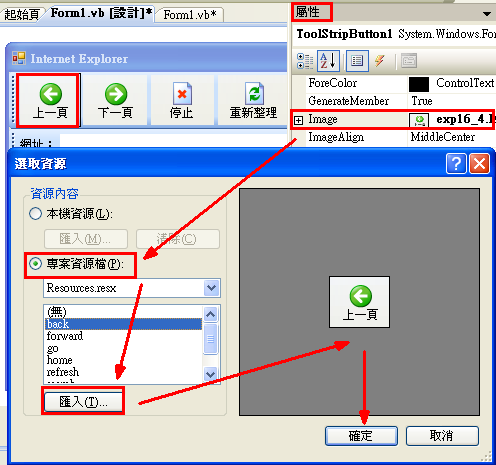 起始頁 Form1.vb [設計]* Form1.vb*
屬性
ToolStripButton1 System.Windows.For
Internet Explorer
上一頁 下一頁 停止 重新整理
網址:
ForeColor ControlText
GenerateMember True
Image exp16_4.
ImageAlign MiddleCenter
選取資源
資源內容
本機資源(L):
匯入(M)... 清除(C)
專案資源檔(P):
Resources.resx
(無)
back
forward
go
home
refresh
匯入(T)...
上一頁
確定 取消